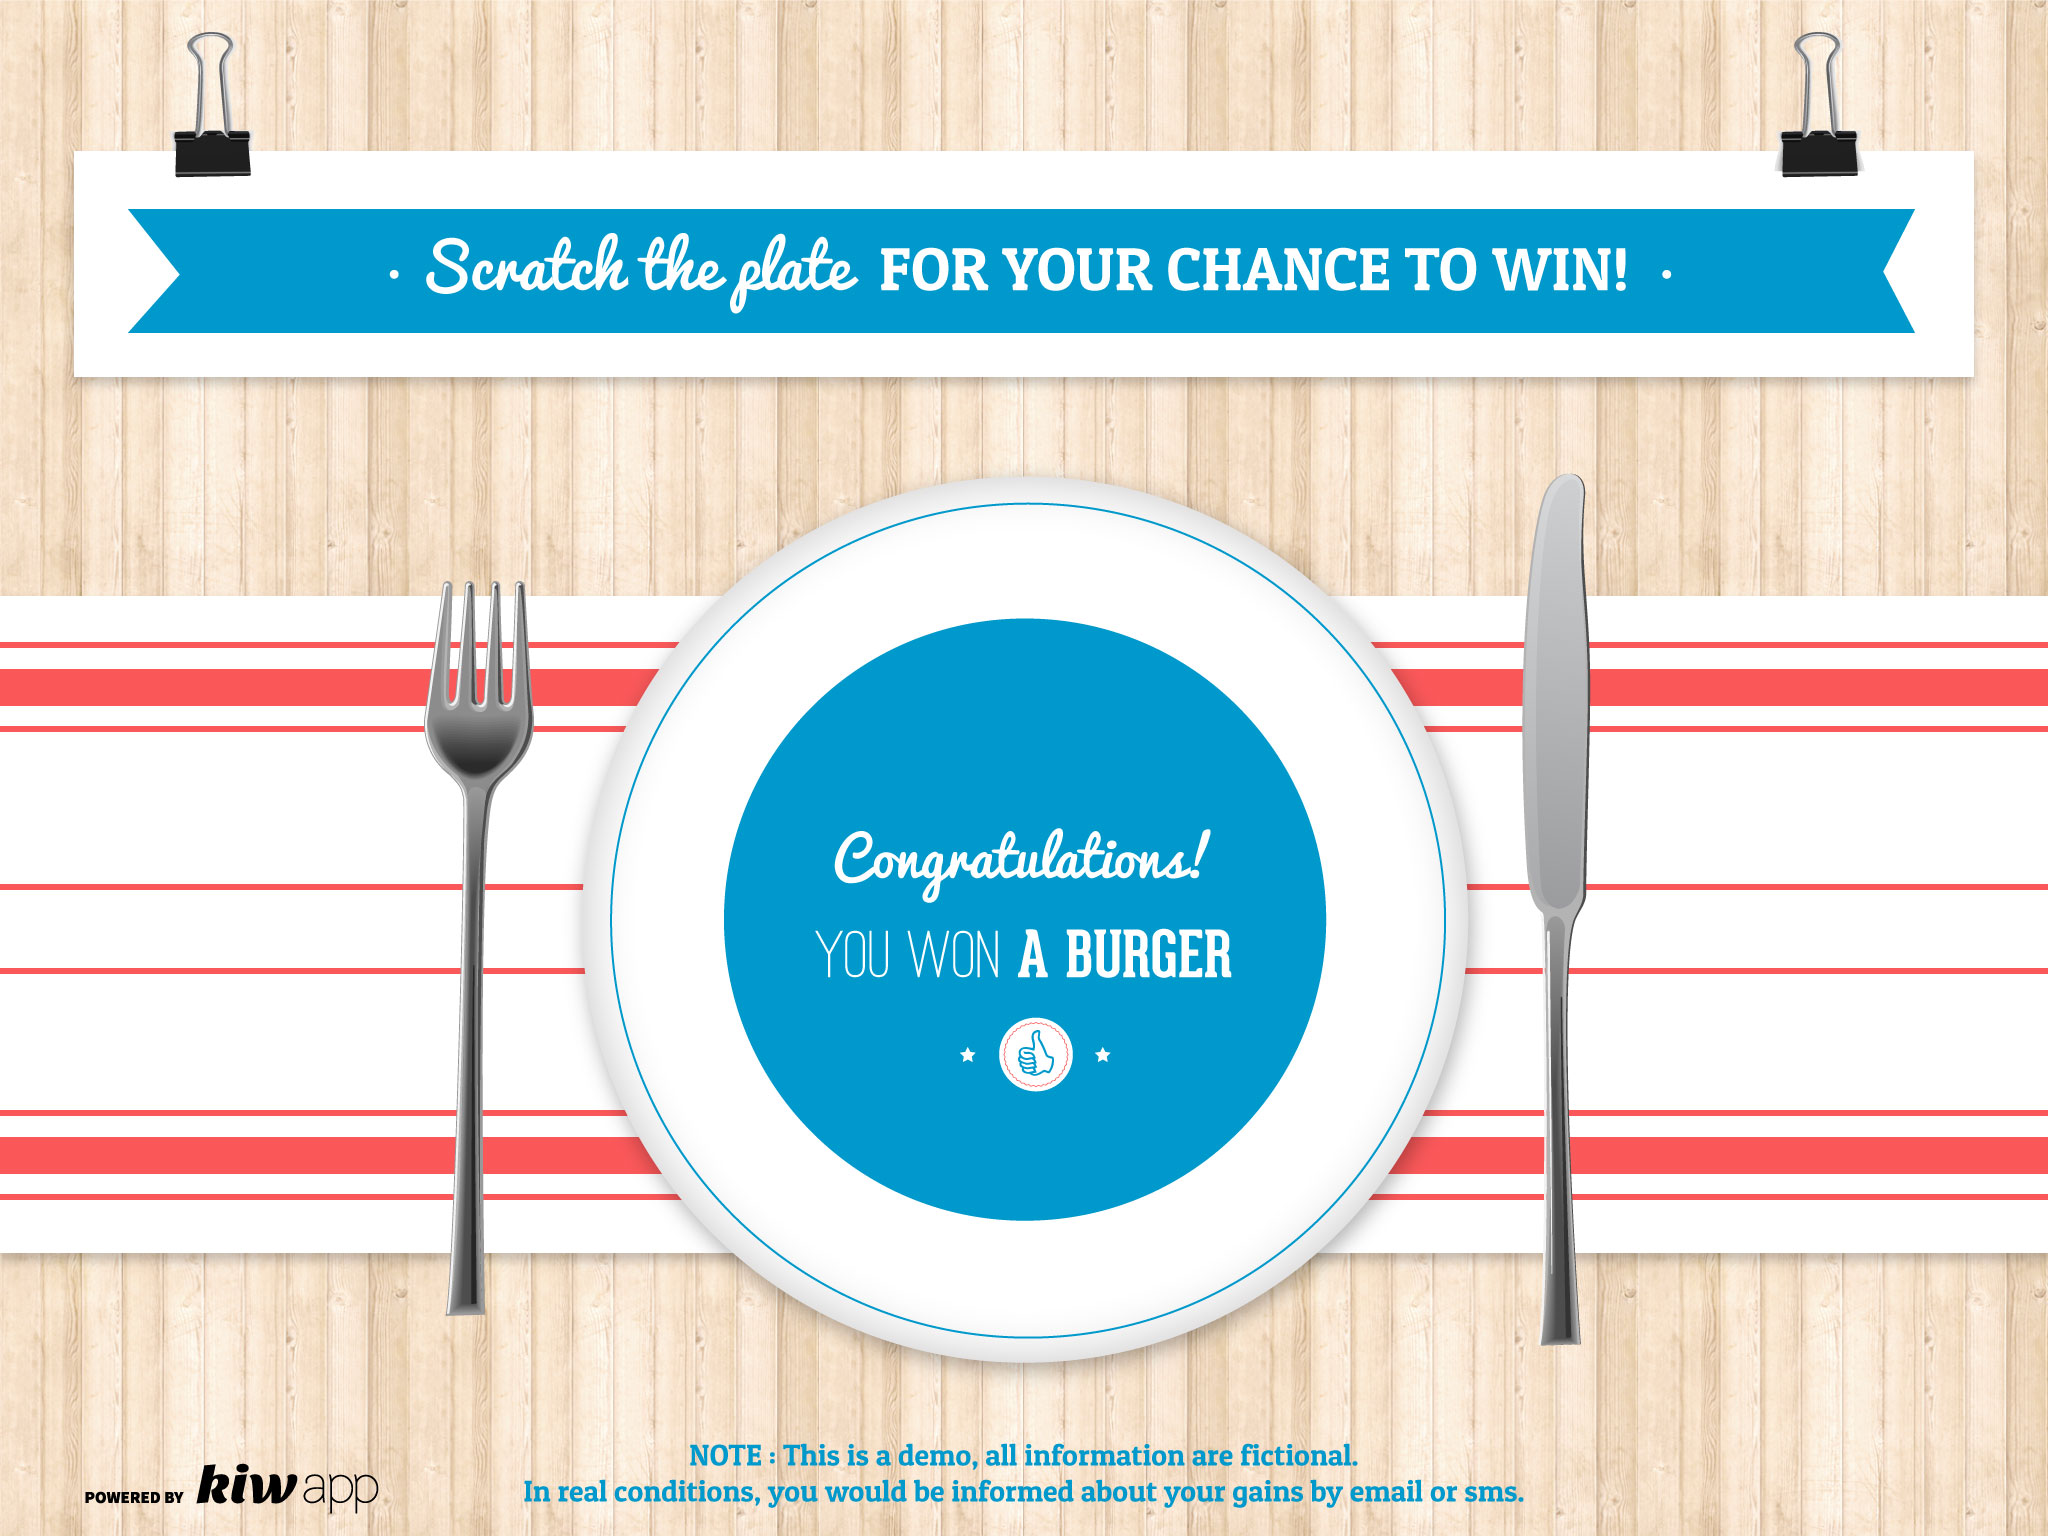 · Scratch the plate FOR YOUR CHANCE TO WIN! ·
Congratulations!
YOU WON A BURGER
NOTE : This is a demo, all information are fictional.
In real conditions, you would be informed about your gains by email or sms.
POWERED BY kiwapp